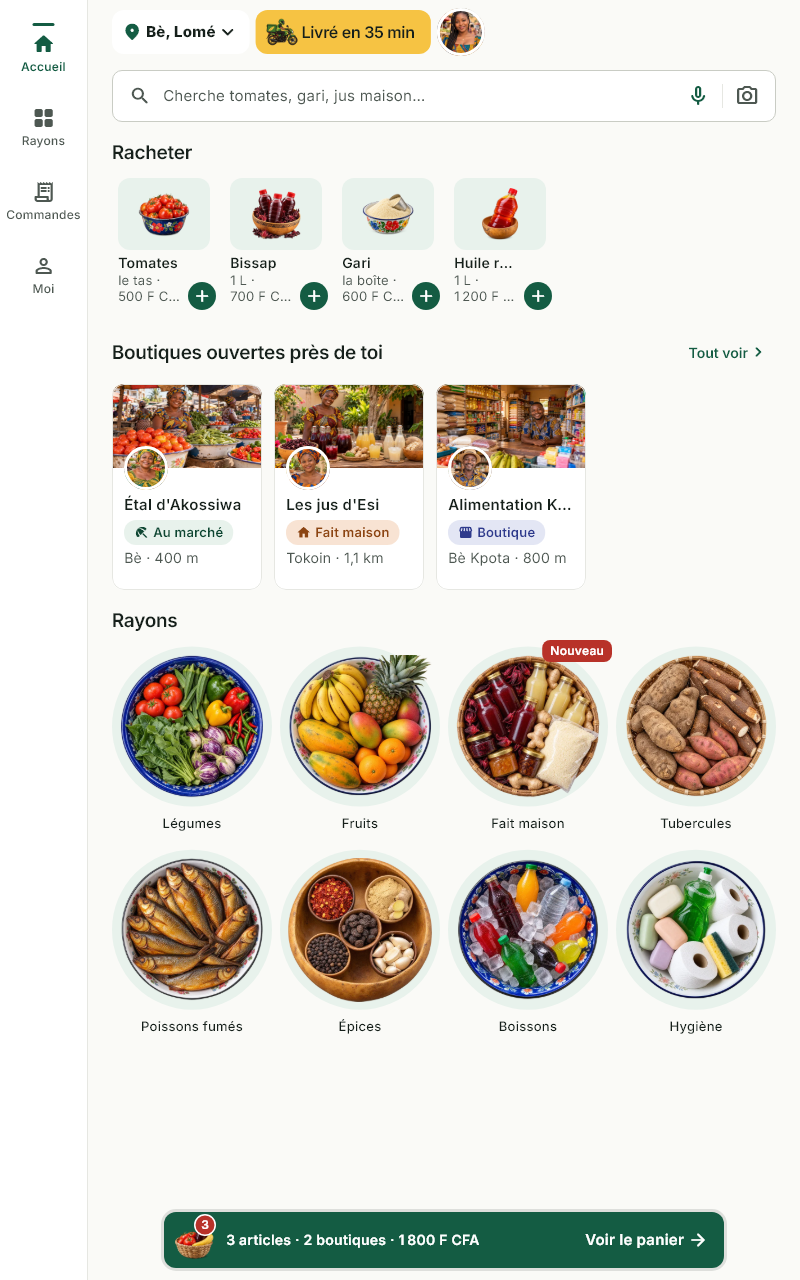 Bè, Lomé
Livré en 35 min
Accueil
Rayons
Commandes
Moi
Cherche tomates, gari, jus maison...
Racheter
Tomates
le tas ·
500 F C...
Bissap
1 L ·
700 F C...
Gari
la boîte ·
600 F C...
Huile r...
1 L ·
1 200 F ...
Boutiques ouvertes près de toi
Tout voir
Étal d'Akossiwa
Au marché
Bè · 400 m
Les jus d'Esi
Fait maison
Tokoin · 1,1 km
Alimentation K...
Boutique
Bè Kpota · 800 m
Rayons
Nouveau
Légumes
Fruits
Fait maison
Tubercules
Poissons fumés
Épices
Boissons
Hygiène
3
3 articles · 2 boutiques · 1 800 F CFA
Voir le panier